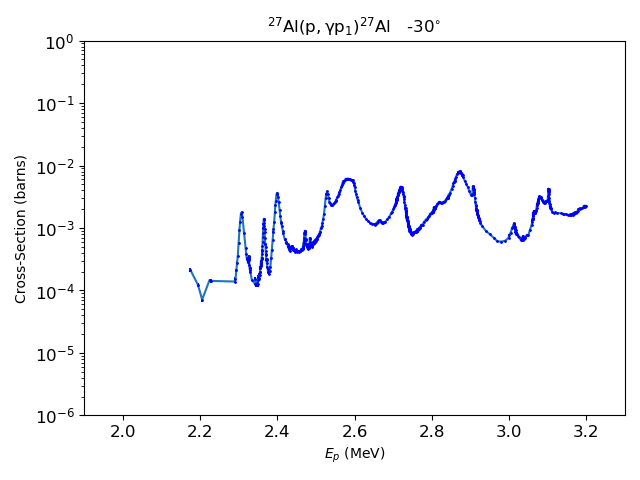 ²⁷Al(p, γp₁)²⁷Al -30°
10⁰
10⁻¹
10⁻²
10⁻³
10⁻⁴
10⁻⁵
10⁻⁶
Cross-Section (barns)
2.0 2.2 2.4 2.6 2.8 3.0 3.2
Eₚ (MeV)